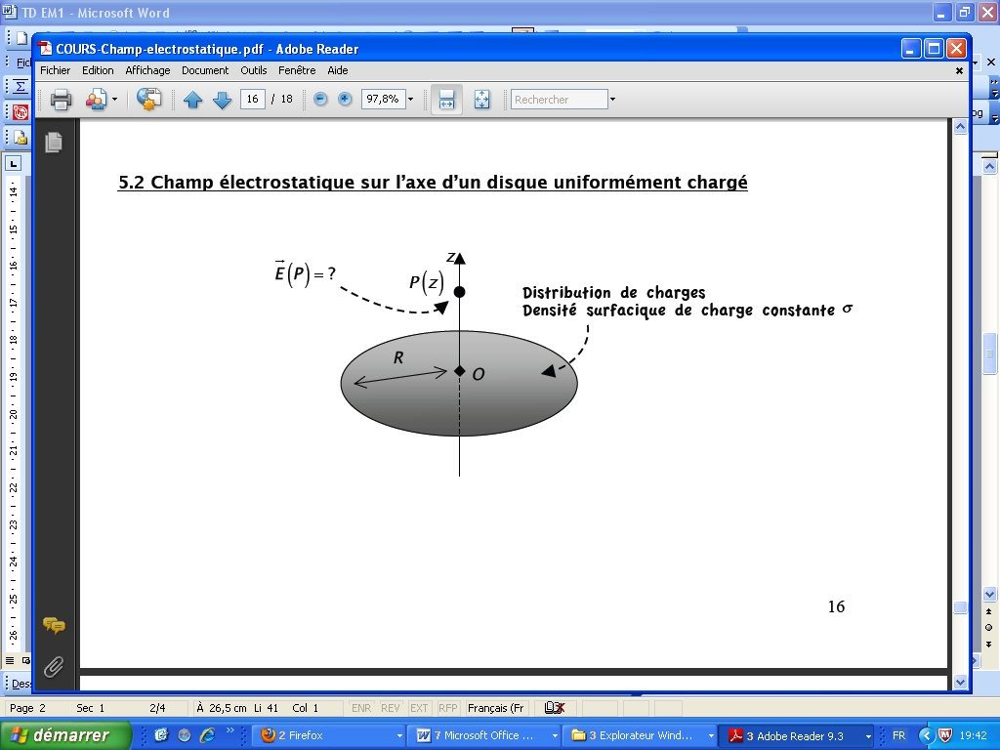 TD EM1 - Microsoft Word
COURS-Champ-electrostatique.pdf - Adobe Reader
Fichier Edition Affichage Document Outils Fenêtre Aide
16 / 18 97,8% Rechercher
5.2 Champ électrostatique sur l’axe d’un disque uniformément chargé
z
E(P) = ?
P(z)
Distribution de charges
Densité surfacique de charge constante σ
R
O
16
Page 2 Sec 1 2/4 À 26,5 cm Li 41 Col 1 ENR REV EXT RFP Français (Fr
démarrer 2 Firefox 7 Microsoft Office ... 3 Explorateur Wind... 3 Adobe Reader 9.3 FR 19:42